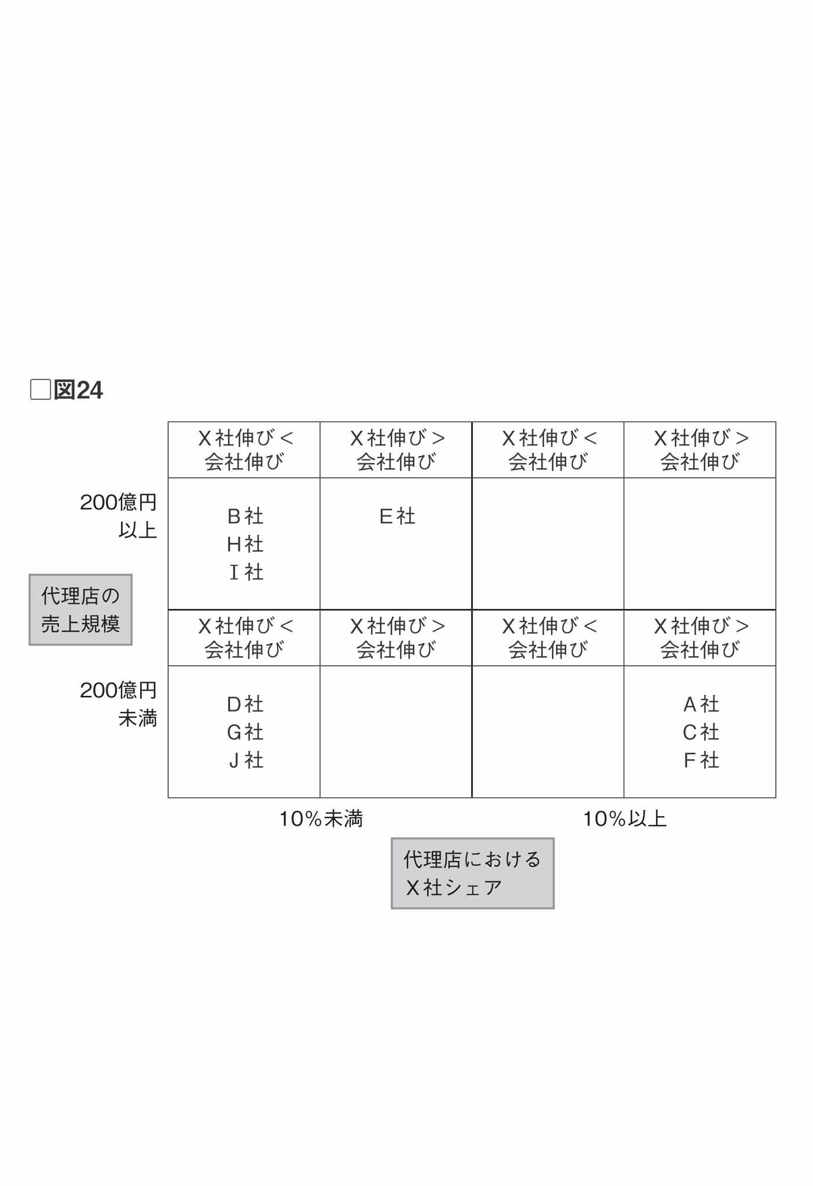 □図24
X社伸び＜ X社伸び＞ X社伸び＜ X社伸び＞
会社伸び 会社伸び 会社伸び 会社伸び
200億円
以上
B社 E社
H社
I社
代理店の
売上規模
X社伸び＜ X社伸び＞ X社伸び＜ X社伸び＞
会社伸び 会社伸び 会社伸び 会社伸び
200億円
未満
D社 A社
G社 C社
J社 F社
10％未満 10％以上
代理店における
X社シェア